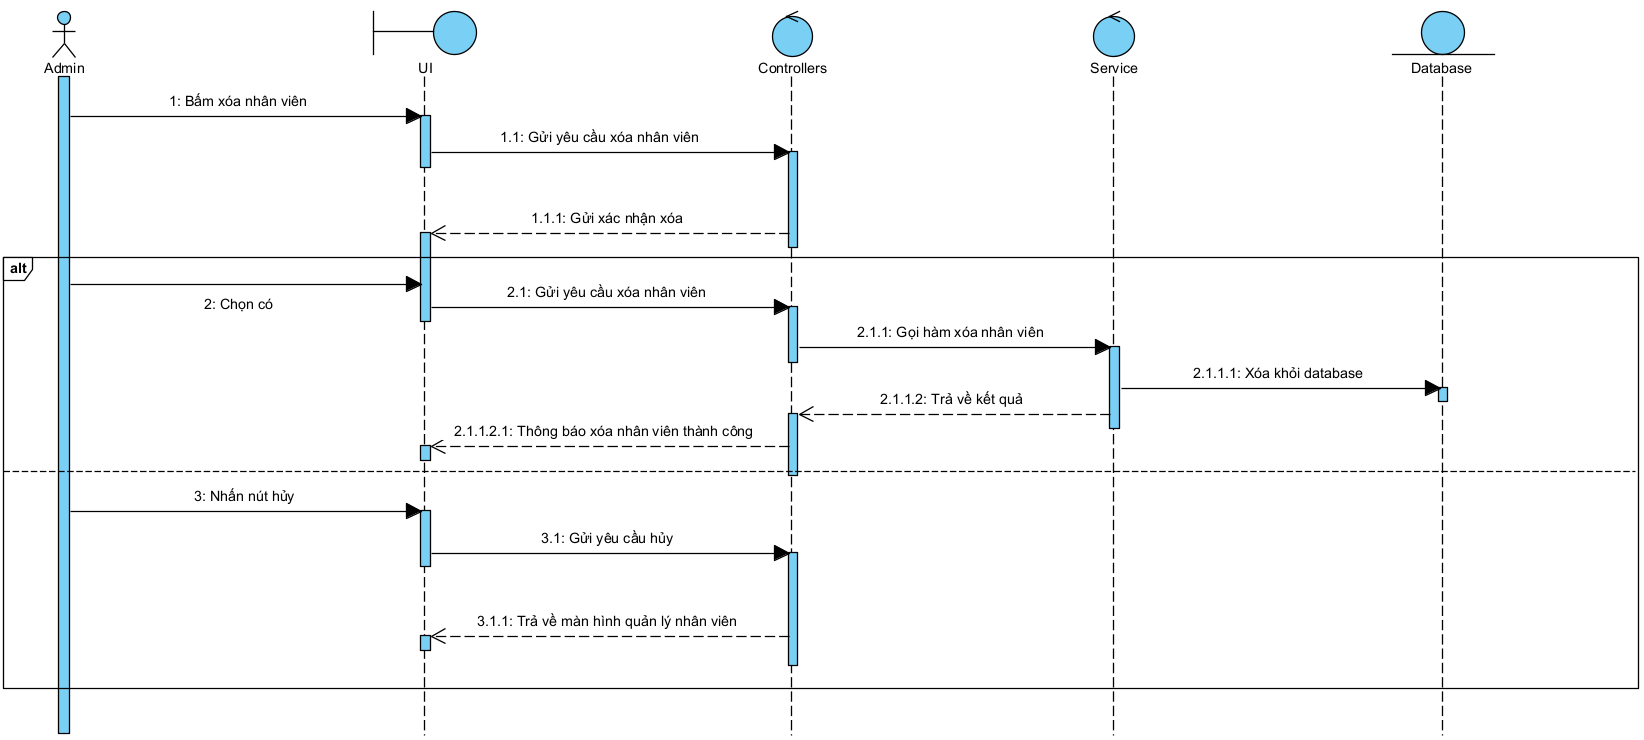 Admin
UI
Controllers
Service
Database
1: Bấm xóa nhân viên
1.1: Gửi yêu cầu xóa nhân viên
1.1.1: Gửi xác nhận xóa
alt
2: Chọn có
2.1: Gửi yêu cầu xóa nhân viên
2.1.1: Gọi hàm xóa nhân viên
2.1.1.1: Xóa khỏi database
2.1.1.2: Trả về kết quả
2.1.1.2.1: Thông báo xóa nhân viên thành công
3: Nhấn nút hủy
3.1: Gửi yêu cầu hủy
3.1.1: Trả về màn hình quản lý nhân viên